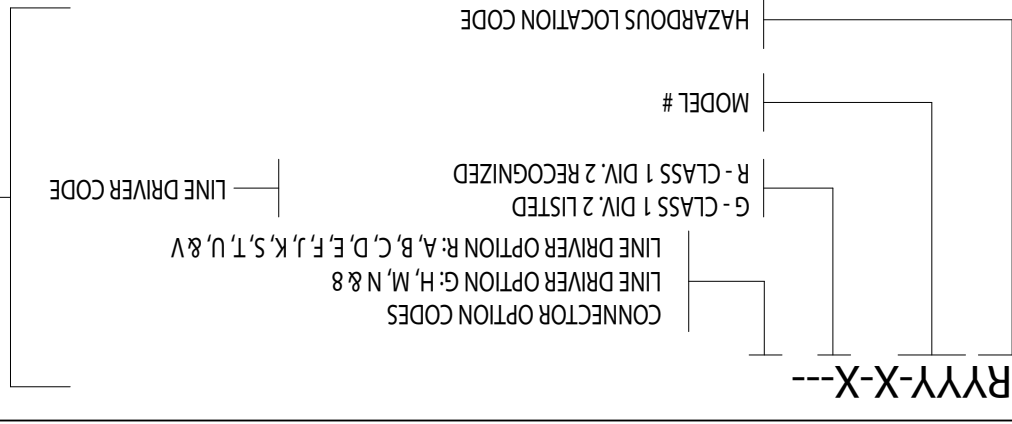 RYYY-X-X---
CONNECTOR OPTION CODES
LINE DRIVER OPTION G: H, M, N & 8
LINE DRIVER OPTION R: A, B, C, D, E, F, J, K, S, T, U, & V
G - CLASS 1 DIV. 2 LISTED
R - CLASS 1 DIV. 2 RECOGNIZED
LINE DRIVER CODE
MODEL #
HAZARDOUS LOCATION CODE